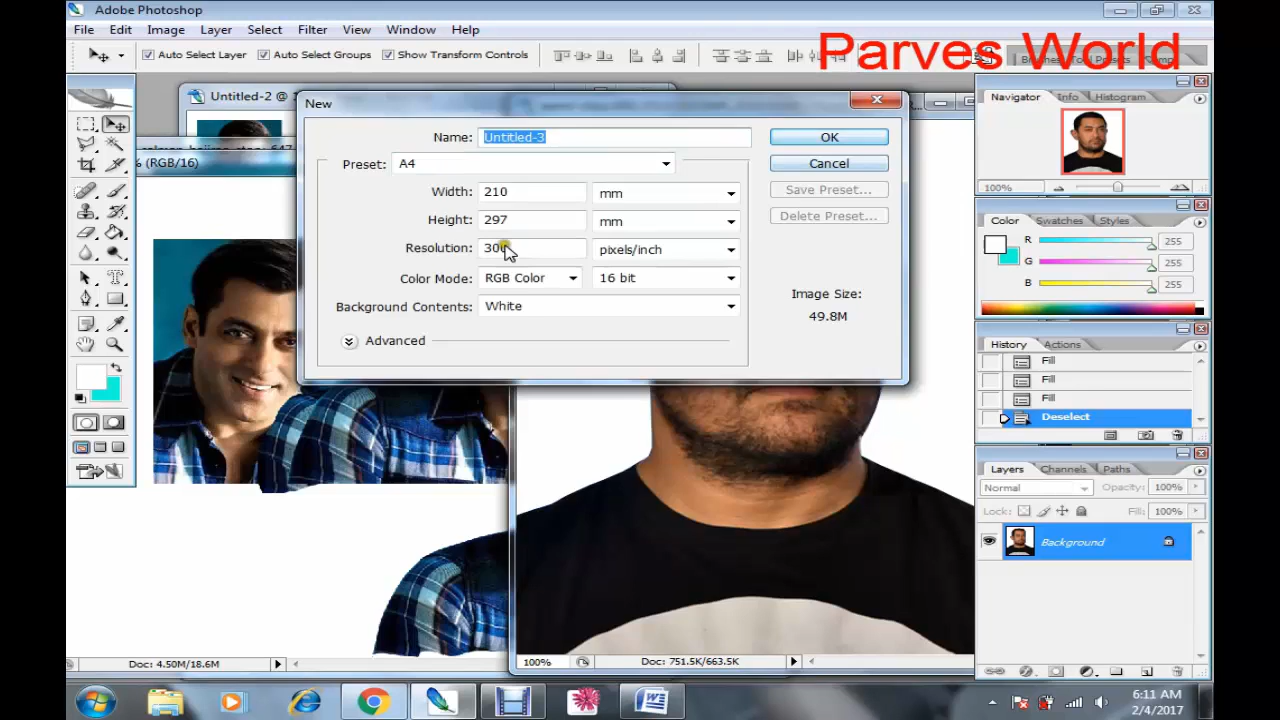 Adobe Photoshop
File Edit Image Layer Select Filter View Window Help
Auto Select Layer Auto Select Groups Show Transform Controls
Parves World
Untitled-2 @ 1
% (RGB/16)
New
Name: Untitled-3
OK
Preset: A4
Cancel
Width: 210 mm
Save Preset...
Height: 297 mm
Delete Preset...
Resolution: 300 pixels/inch
Color Mode: RGB Color 16 bit
Background Contents: White
Image Size:
49.8M
Advanced
Navigator Info Histogram
100%
Color Swatches Styles
R 255
G 255
B 255
History Actions
Fill
Fill
Fill
Deselect
Layers Channels Paths
Normal Opacity: 100%
Lock: Fill: 100%
Background
Doc: 4.50M/18.6M
100% Doc: 751.5K/663.5K
6:11 AM
2/4/2017